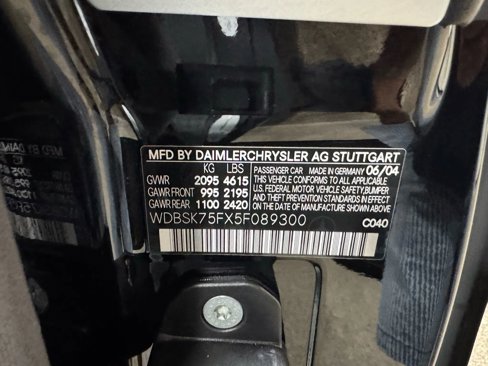 MFD BY DAIMLERCHRYSLER AG STUTTGART
KG LBS
GVWR 2095 4615
GAWR FRONT 995 2195
GAWR REAR 1100 2420
PASSENGER CAR MADE IN GERMANY 06/04
THIS VEHICLE CONFORMS TO ALL APPLICABLE
U.S. FEDERAL MOTOR VEHICLE SAFETY, BUMPER
AND THEFT PREVENTION STANDARDS IN EFFECT
ON THE DATE OF MANUFACTURE SHOWN ABOVE.
WDBSK75FX5F089300
C040